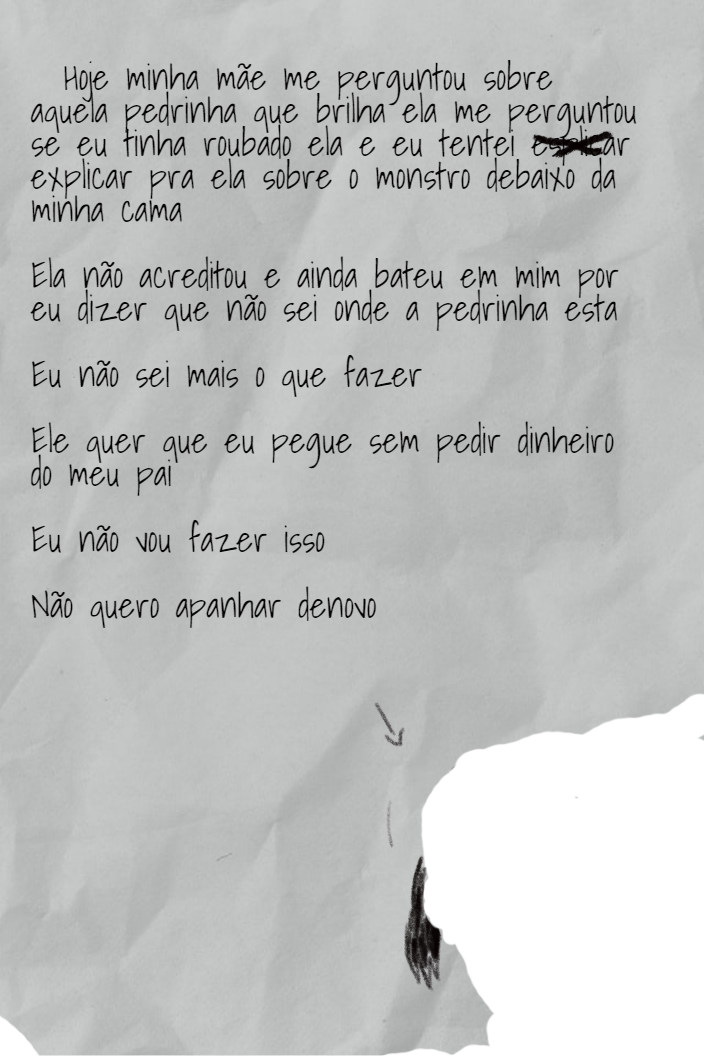 Hoje minha mãe me perguntou sobre
aquela pedrinha que brilha ela me perguntou
se eu tinha roubado ela e eu tentei esplicar
explicar pra ela sobre o monstro debaixo da
minha cama
Ela não acreditou e ainda bateu em mim por
eu dizer que não sei onde a pedrinha esta
Eu não sei mais o que fazer
Ele quer que eu pegue sem pedir dinheiro
do meu pai
Eu não vou fazer isso
Não quero apanhar denovo